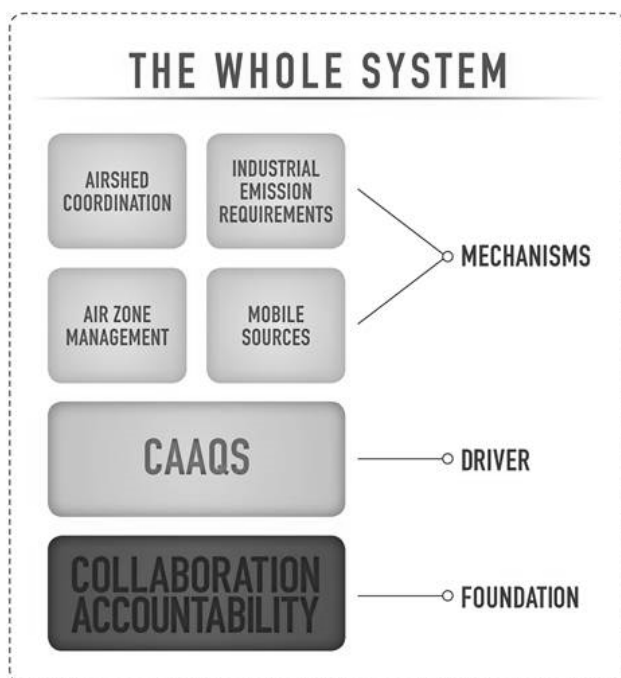 THE WHOLE SYSTEM
AIRSHED
COORDINATION
INDUSTRIAL
EMISSION
REQUIREMENTS
AIR ZONE
MANAGEMENT
MOBILE
SOURCES
MECHANISMS
CAAQS
DRIVER
COLLABORATION
ACCOUNTABILITY
FOUNDATION